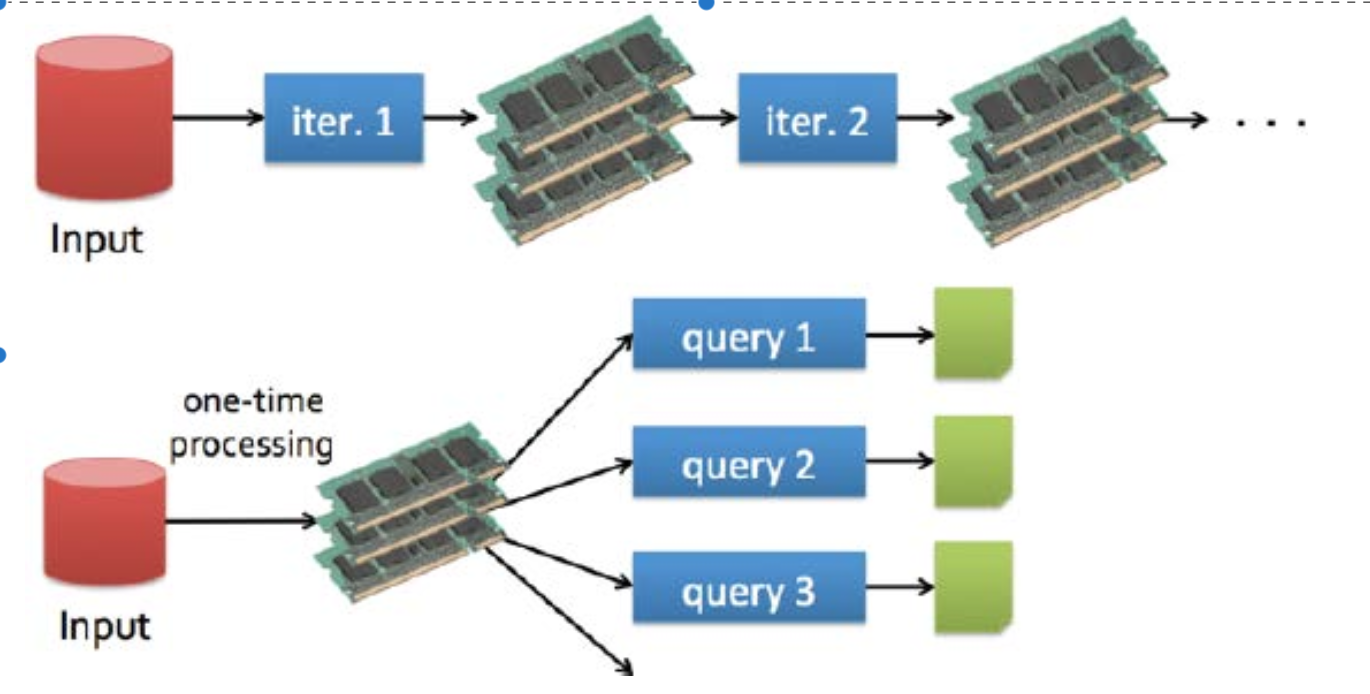 iter. 1
iter. 2
. . .
Input
query 1
one-time
processing
query 2
query 3
Input